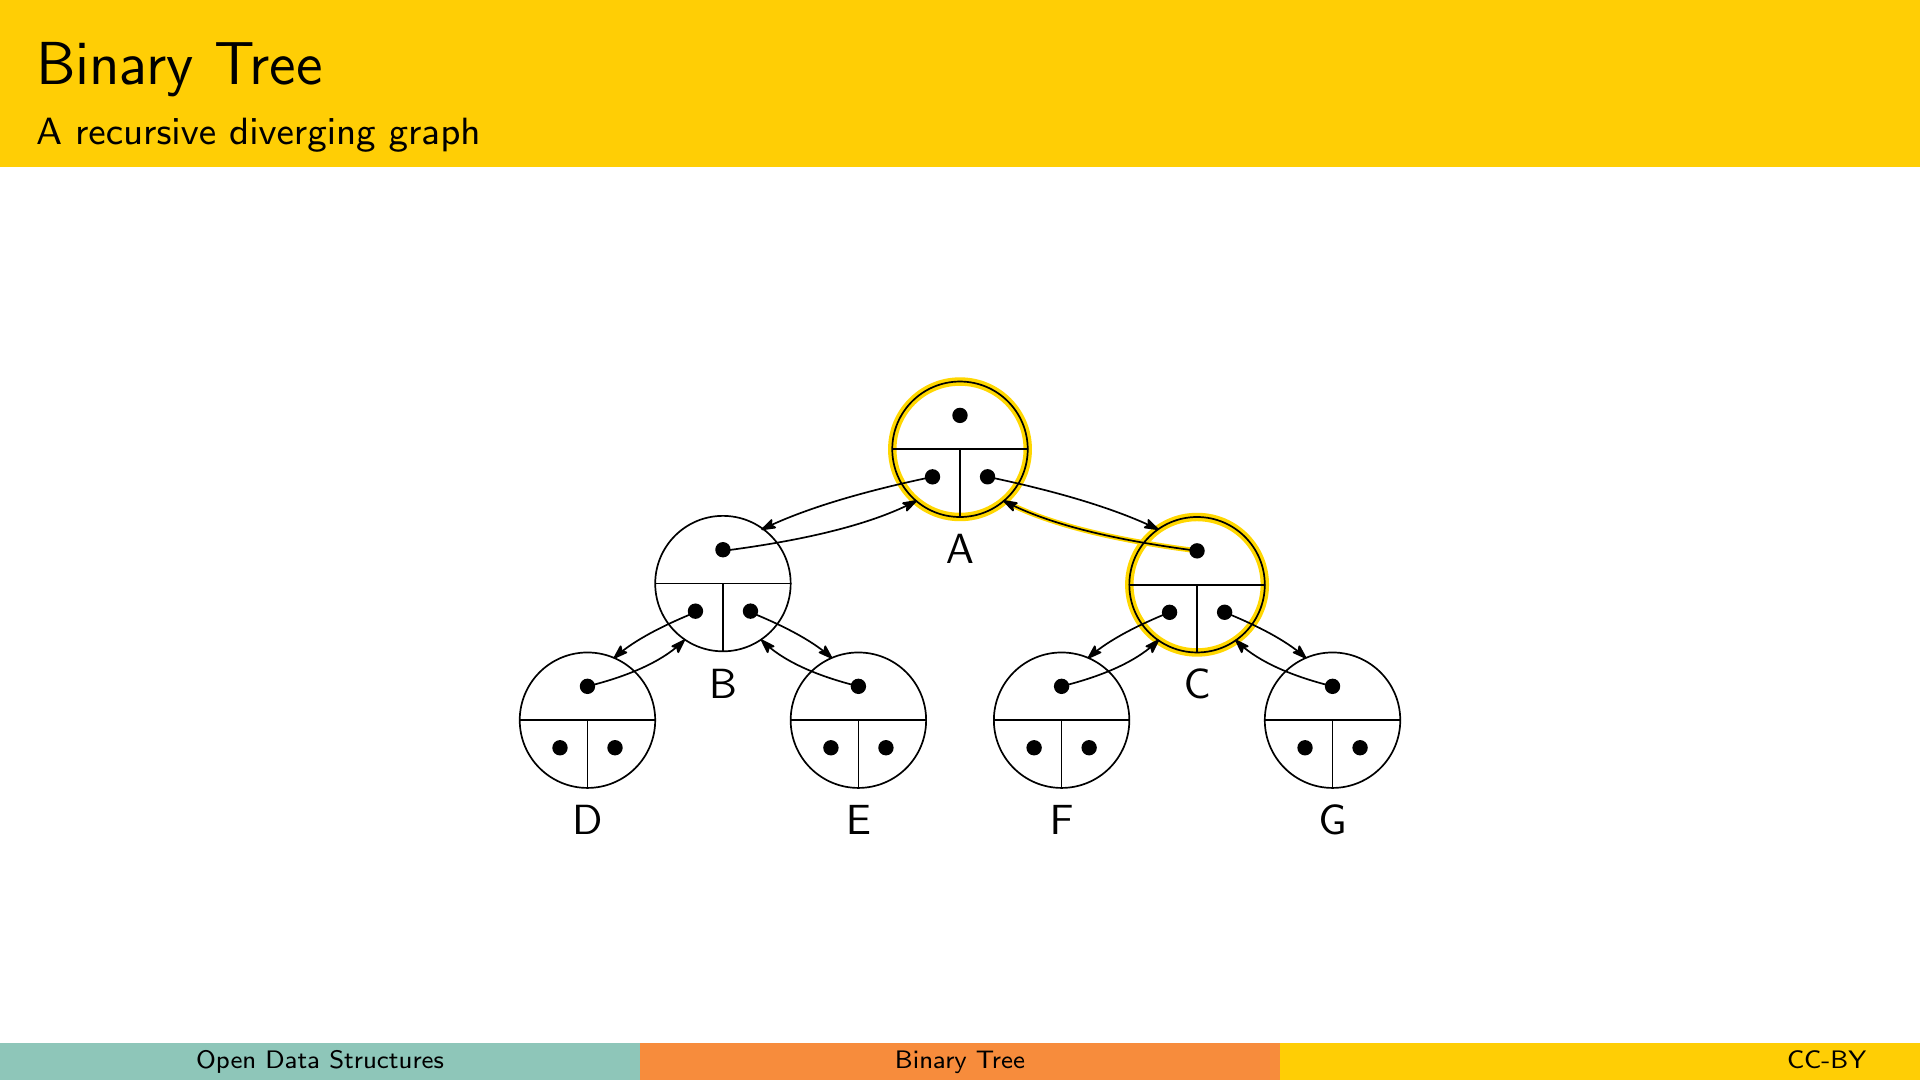 Binary Tree
A recursive diverging graph
A
B
C
D
E
F
G
Open Data Structures
Binary Tree
CC-BY